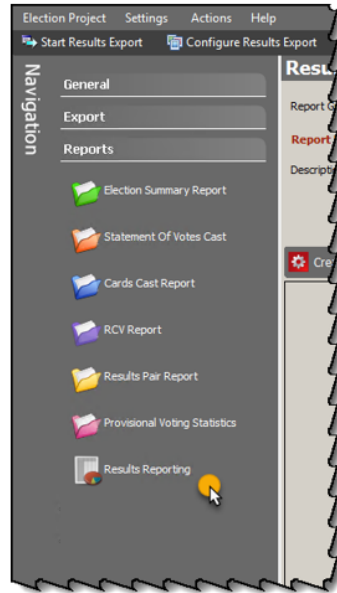 Election Project Settings Actions Help
Start Results Export Configure Results Export
Navigation
General
Export
Reports
Election Summary Report
Statement Of Votes Cast
Cards Cast Report
RCV Report
Results Pair Report
Provisional Voting Statistics
Results Reporting
Report